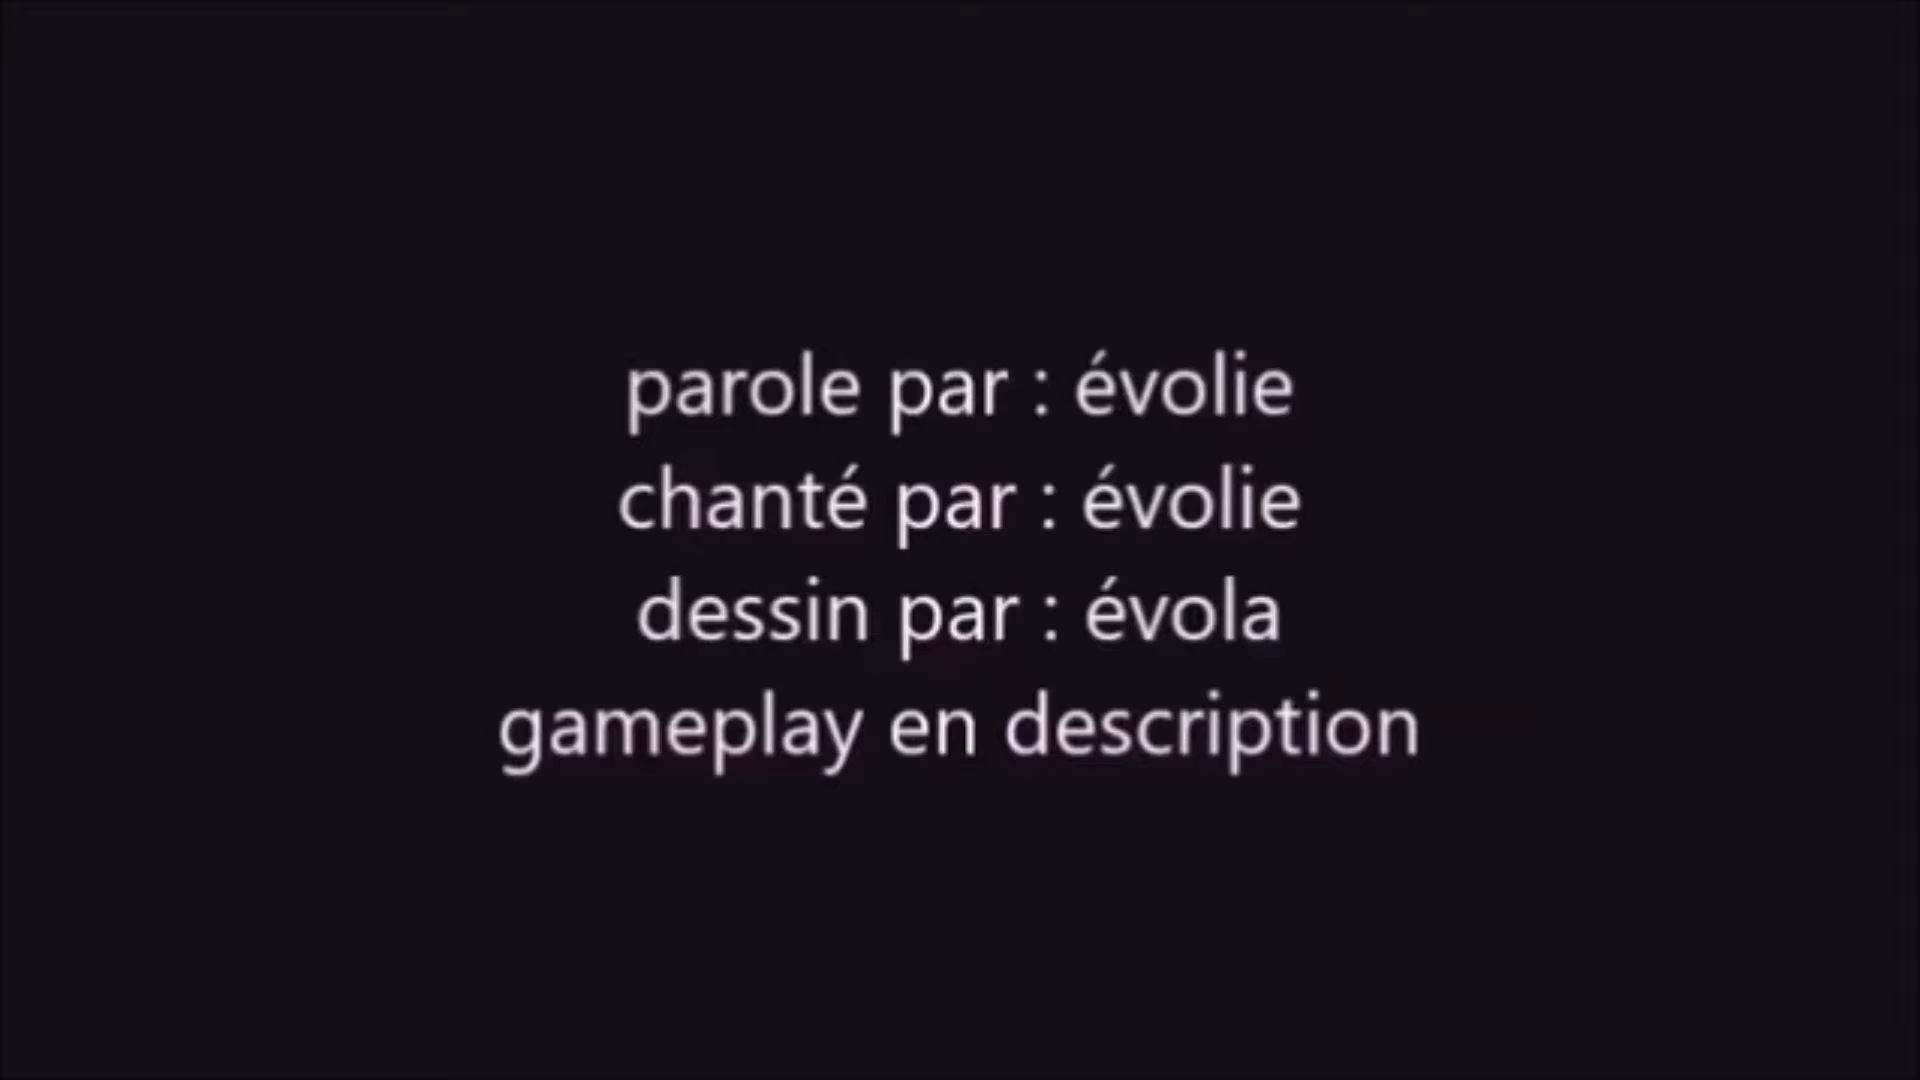 parole par : évolie
chanté par : évolie
dessin par : évola
gameplay en description